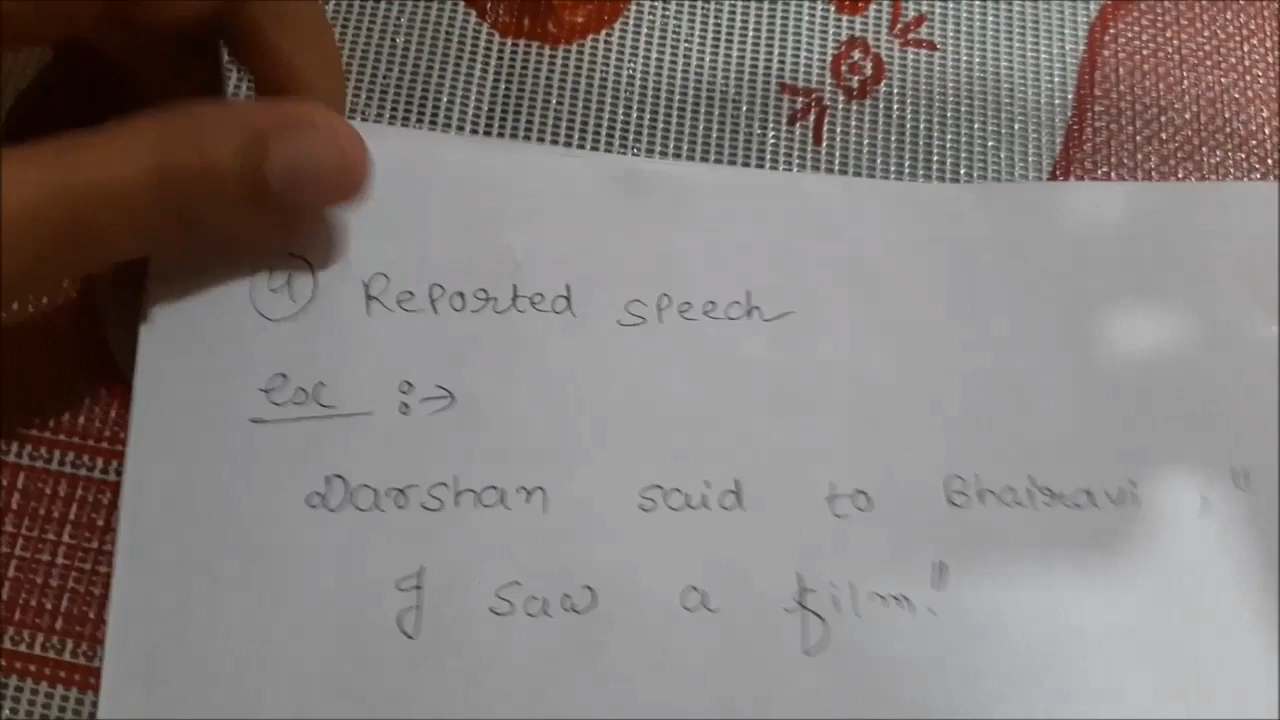 4 Reported speech
ex :→
Darshan said to Bhairavi, "
I saw a film."